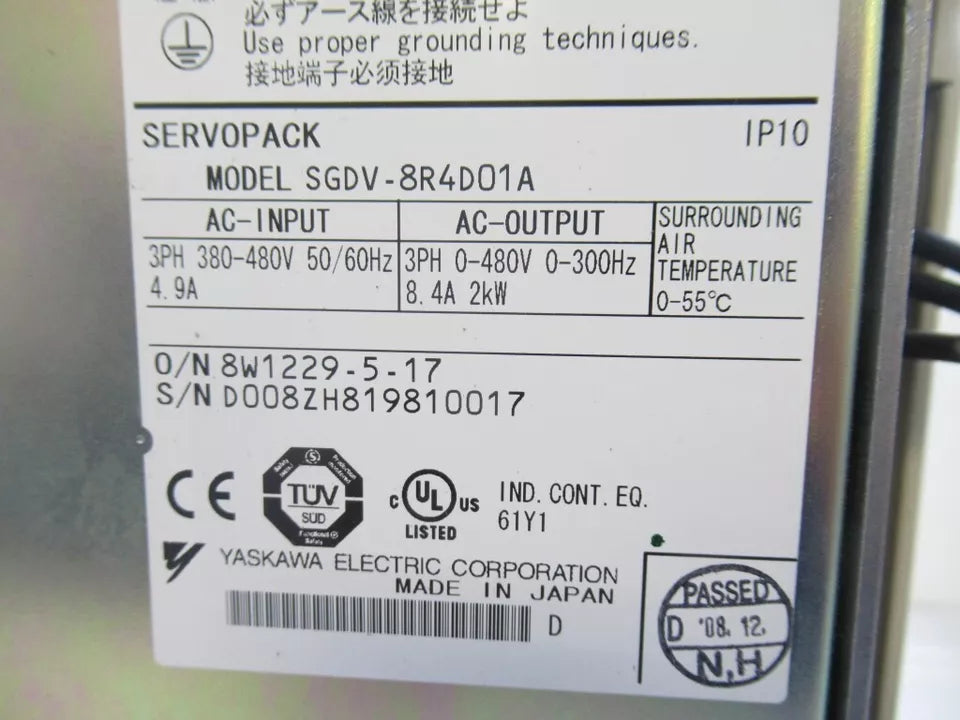 必ずアース線を接続せよ
Use proper grounding techniques.
接地端子必须接地
SERVOPACK
IP10
MODEL SGDV-8R4D01A
AC-INPUT
3PH 380-480V 50/60Hz
4.9A
AC-OUTPUT
3PH 0-480V 0-300Hz
8.4A 2kW
SURROUNDING
AIR
TEMPERATURE
0-55℃
O/N 8W1229-5-17
S/N D008ZH819810017
CE
TÜV
SÜD
Functional
Safety
C UL US
LISTED
IND. CONT. EQ.
61Y1
YASKAWA ELECTRIC CORPORATION
MADE IN JAPAN
D
PASSED
D '08.12.
N,H